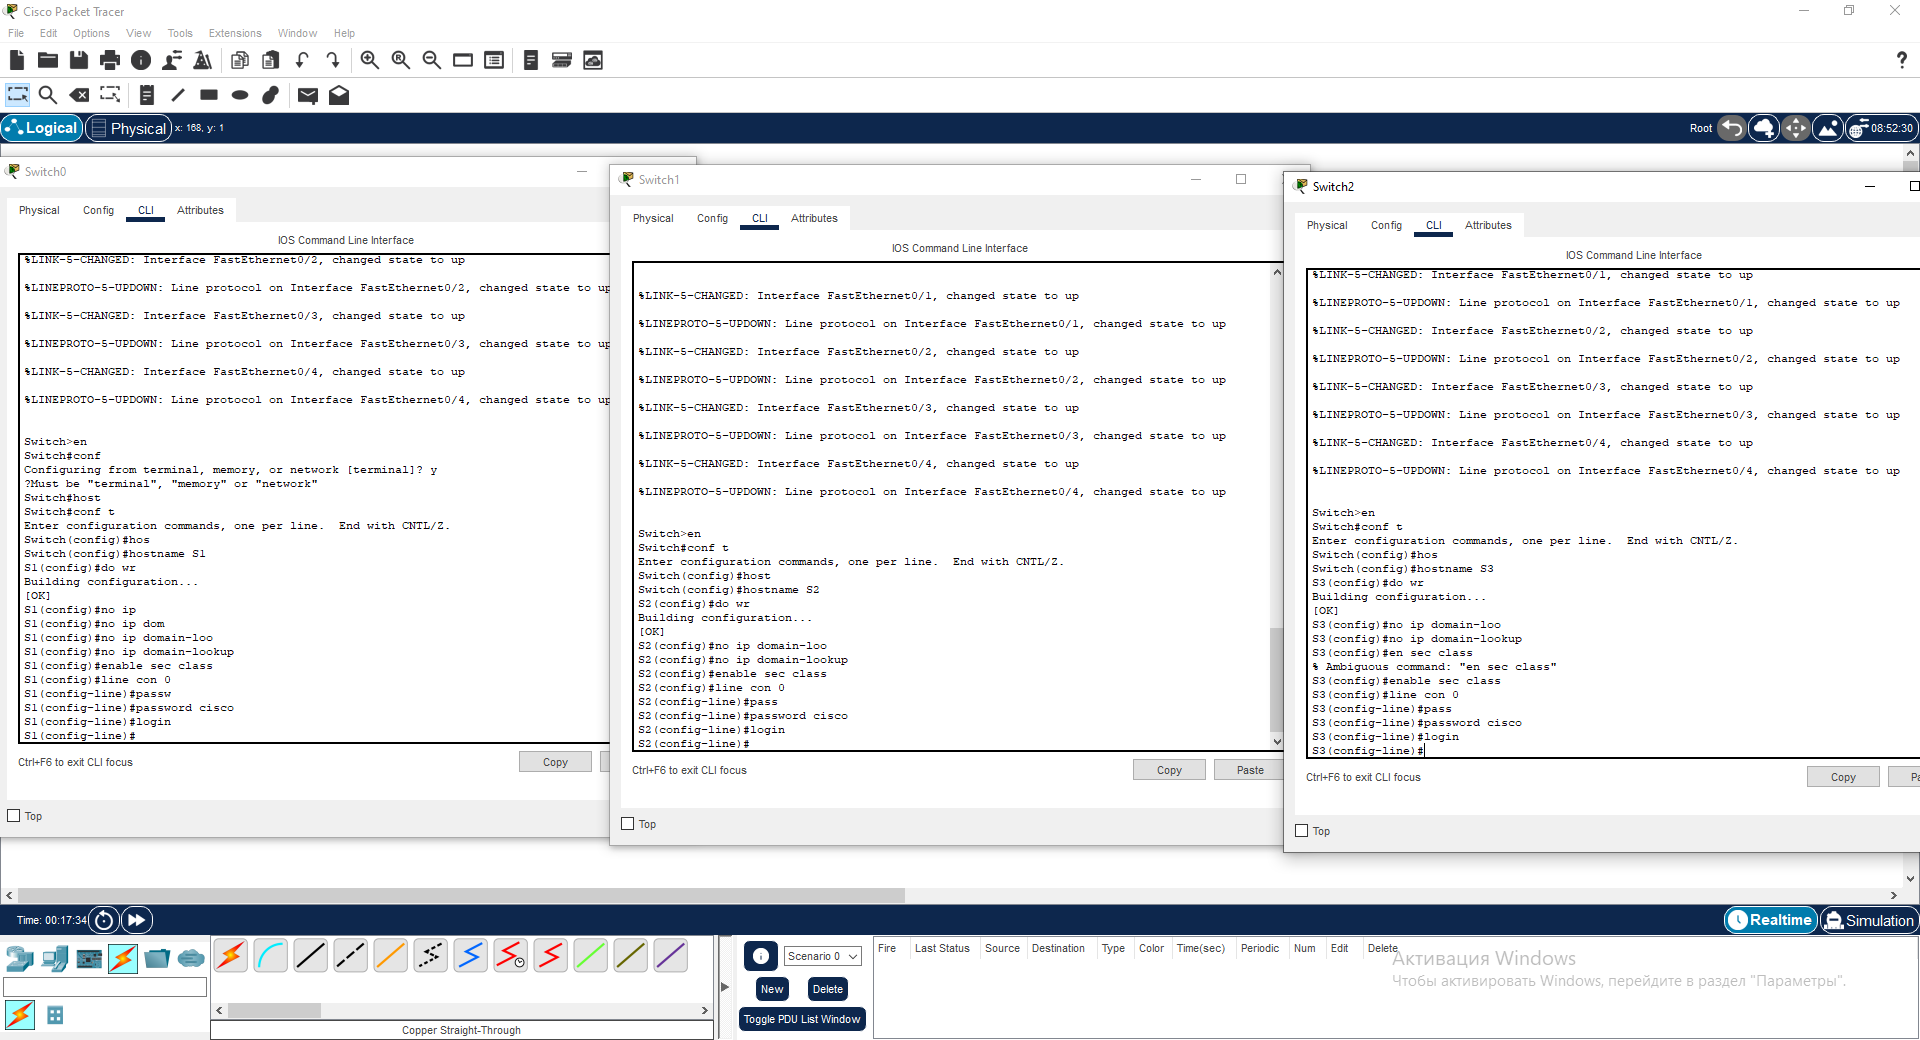 Cisco Packet Tracer
File Edit Options View Tools Extensions Window Help
Logical Physical x: 168, y: 1 Root 08:52:30
Switch0
Physical Config CLI Attributes
IOS Command Line Interface
%LINK-5-CHANGED: Interface FastEthernet0/2, changed state to up
%LINEPROTO-5-UPDOWN: Line protocol on Interface FastEthernet0/2, changed state to up
%LINK-5-CHANGED: Interface FastEthernet0/3, changed state to up
%LINEPROTO-5-UPDOWN: Line protocol on Interface FastEthernet0/3, changed state to up
%LINK-5-CHANGED: Interface FastEthernet0/4, changed state to up
%LINEPROTO-5-UPDOWN: Line protocol on Interface FastEthernet0/4, changed state to up
Switch>en
Switch#conf
Configuring from terminal, memory, or network [terminal]? y
?Must be "terminal", "memory" or "network"
Switch#host
Switch#conf t
Enter configuration commands, one per line.  End with CNTL/Z.
Switch(config)#hos
Switch(config)#hostname S1
S1(config)#do wr
Building configuration...
[OK]
S1(config)#no ip
S1(config)#no ip dom
S1(config)#no ip domain-loo
S1(config)#no ip domain-lookup
S1(config)#enable sec class
S1(config)#line con 0
S1(config-line)#passw
S1(config-line)#password cisco
S1(config-line)#login
S1(config-line)#
Ctrl+F6 to exit CLI focus Copy
Top
Switch1
Physical Config CLI Attributes
IOS Command Line Interface
%LINK-5-CHANGED: Interface FastEthernet0/1, changed state to up
%LINEPROTO-5-UPDOWN: Line protocol on Interface FastEthernet0/1, changed state to up
%LINK-5-CHANGED: Interface FastEthernet0/2, changed state to up
%LINEPROTO-5-UPDOWN: Line protocol on Interface FastEthernet0/2, changed state to up
%LINK-5-CHANGED: Interface FastEthernet0/3, changed state to up
%LINEPROTO-5-UPDOWN: Line protocol on Interface FastEthernet0/3, changed state to up
%LINK-5-CHANGED: Interface FastEthernet0/4, changed state to up
%LINEPROTO-5-UPDOWN: Line protocol on Interface FastEthernet0/4, changed state to up
Switch>en
Switch#conf t
Enter configuration commands, one per line.  End with CNTL/Z.
Switch(config)#host
Switch(config)#hostname S2
S2(config)#do wr
Building configuration...
[OK]
S2(config)#no ip domain-loo
S2(config)#no ip domain-lookup
S2(config)#enable sec class
S2(config)#line con 0
S2(config-line)#pass
S2(config-line)#password cisco
S2(config-line)#login
S2(config-line)#
Ctrl+F6 to exit CLI focus Copy Paste
Top
Switch2
Physical Config CLI Attributes
IOS Command Line Interface
%LINK-5-CHANGED: Interface FastEthernet0/1, changed state to up
%LINEPROTO-5-UPDOWN: Line protocol on Interface FastEthernet0/1, changed state to up
%LINK-5-CHANGED: Interface FastEthernet0/2, changed state to up
%LINEPROTO-5-UPDOWN: Line protocol on Interface FastEthernet0/2, changed state to up
%LINK-5-CHANGED: Interface FastEthernet0/3, changed state to up
%LINEPROTO-5-UPDOWN: Line protocol on Interface FastEthernet0/3, changed state to up
%LINK-5-CHANGED: Interface FastEthernet0/4, changed state to up
%LINEPROTO-5-UPDOWN: Line protocol on Interface FastEthernet0/4, changed state to up
Switch>en
Switch#conf t
Enter configuration commands, one per line.  End with CNTL/Z.
Switch(config)#hos
Switch(config)#hostname S3
S3(config)#do wr
Building configuration...
[OK]
S3(config)#no ip domain-loo
S3(config)#no ip domain-lookup
S3(config)#en sec class
% Ambiguous command: "en sec class"
S3(config)#enable sec class
S3(config)#line con 0
S3(config-line)#pass
S3(config-line)#password cisco
S3(config-line)#login
S3(config-line)#
Ctrl+F6 to exit CLI focus Copy Pa
Top
Time: 00:17:34 Realtime Simulation
Copper Straight-Through
Scenario 0
New Delete
Toggle PDU List Window
Fire Last Status Source Destination Type Color Time(sec) Periodic Num Edit Delete
Активация Windows
Чтобы активировать Windows, перейдите в раздел "Параметры".